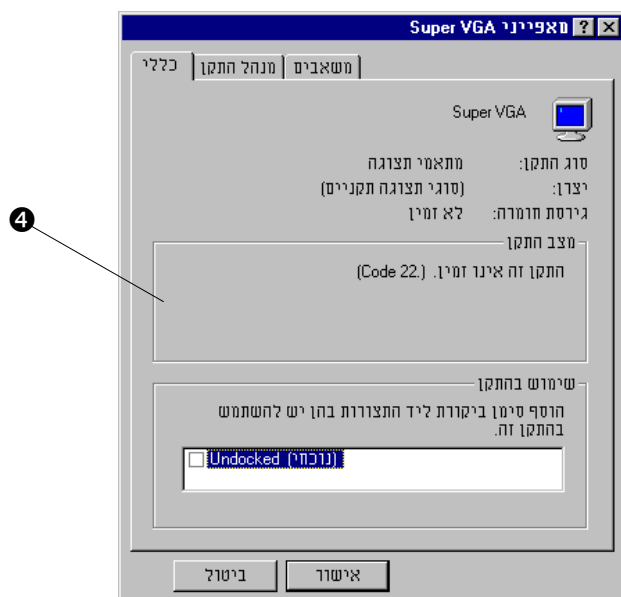 מאפייני Super VGA
כללי
מנהל התקן
משאבים
Super VGA
סוג התקן: מתאמי תצוגה
יצרן: (סוגי תצוגה תקניים)
גירסת חומרה: לא זמין
מצב התקן
התקן זה אינו זמין. (Code 22.)
שימוש בהתקן
הוסף סימן ביקורת ליד התצורות בהן יש להשתמש
בהתקן זה.
Undocked (נוכחי)
אישור
ביטול
4